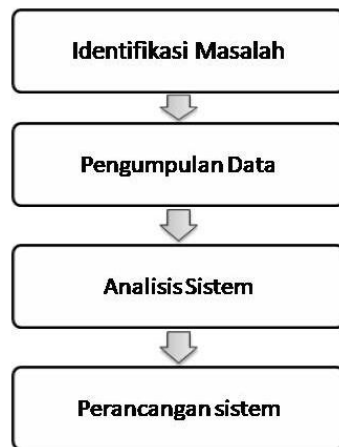 Identifikasi Masalah
Pengumpulan Data
Analisis Sistem
Perancangan sistem